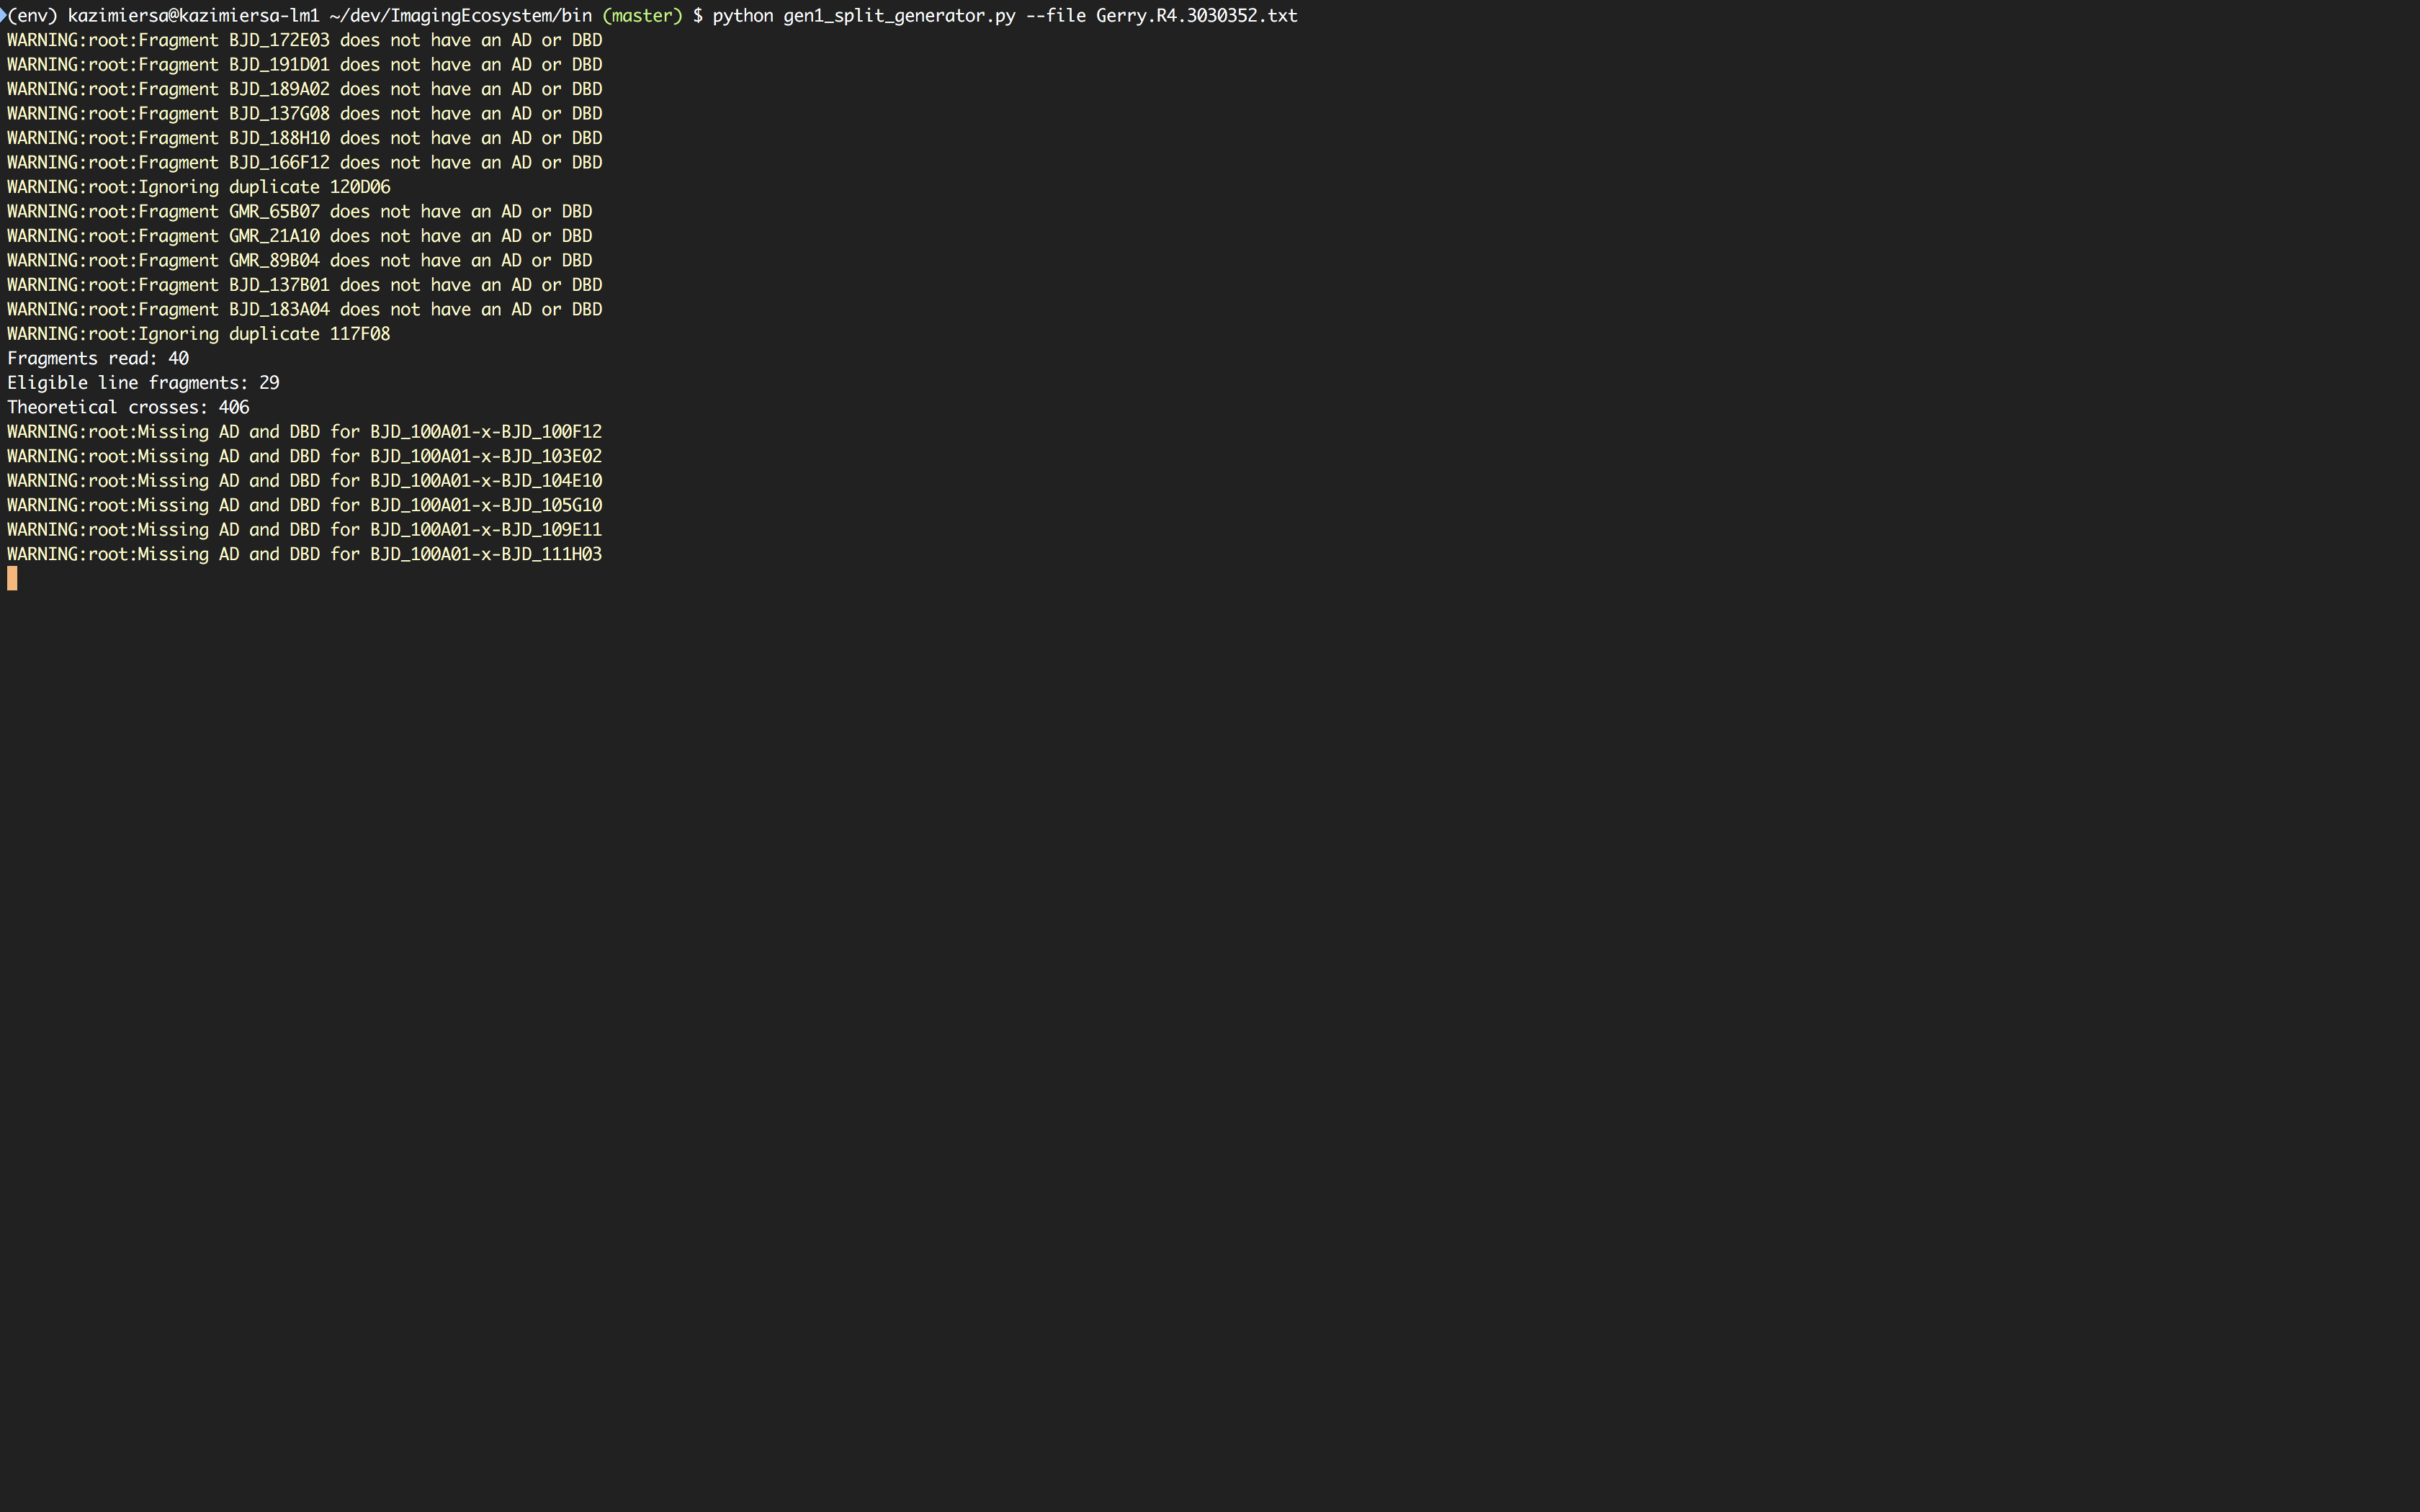 (env) kazimiersa@kazimiersa-lm1 ~/dev/ImagingEcosystem/bin (master) $ python gen1_split_generator.py --file Gerry.R4.3030352.txt
WARNING:root:Fragment BJD_172E03 does not have an AD or DBD
WARNING:root:Fragment BJD_191D01 does not have an AD or DBD
WARNING:root:Fragment BJD_189A02 does not have an AD or DBD
WARNING:root:Fragment BJD_137G08 does not have an AD or DBD
WARNING:root:Fragment BJD_188H10 does not have an AD or DBD
WARNING:root:Fragment BJD_166F12 does not have an AD or DBD
WARNING:root:Ignoring duplicate 120D06
WARNING:root:Fragment GMR_65B07 does not have an AD or DBD
WARNING:root:Fragment GMR_21A10 does not have an AD or DBD
WARNING:root:Fragment GMR_89B04 does not have an AD or DBD
WARNING:root:Fragment BJD_137B01 does not have an AD or DBD
WARNING:root:Fragment BJD_183A04 does not have an AD or DBD
WARNING:root:Ignoring duplicate 117F08
Fragments read: 40
Eligible line fragments: 29
Theoretical crosses: 406
WARNING:root:Missing AD and DBD for BJD_100A01-x-BJD_100F12
WARNING:root:Missing AD and DBD for BJD_100A01-x-BJD_103E02
WARNING:root:Missing AD and DBD for BJD_100A01-x-BJD_104E10
WARNING:root:Missing AD and DBD for BJD_100A01-x-BJD_105G10
WARNING:root:Missing AD and DBD for BJD_100A01-x-BJD_109E11
WARNING:root:Missing AD and DBD for BJD_100A01-x-BJD_111H03